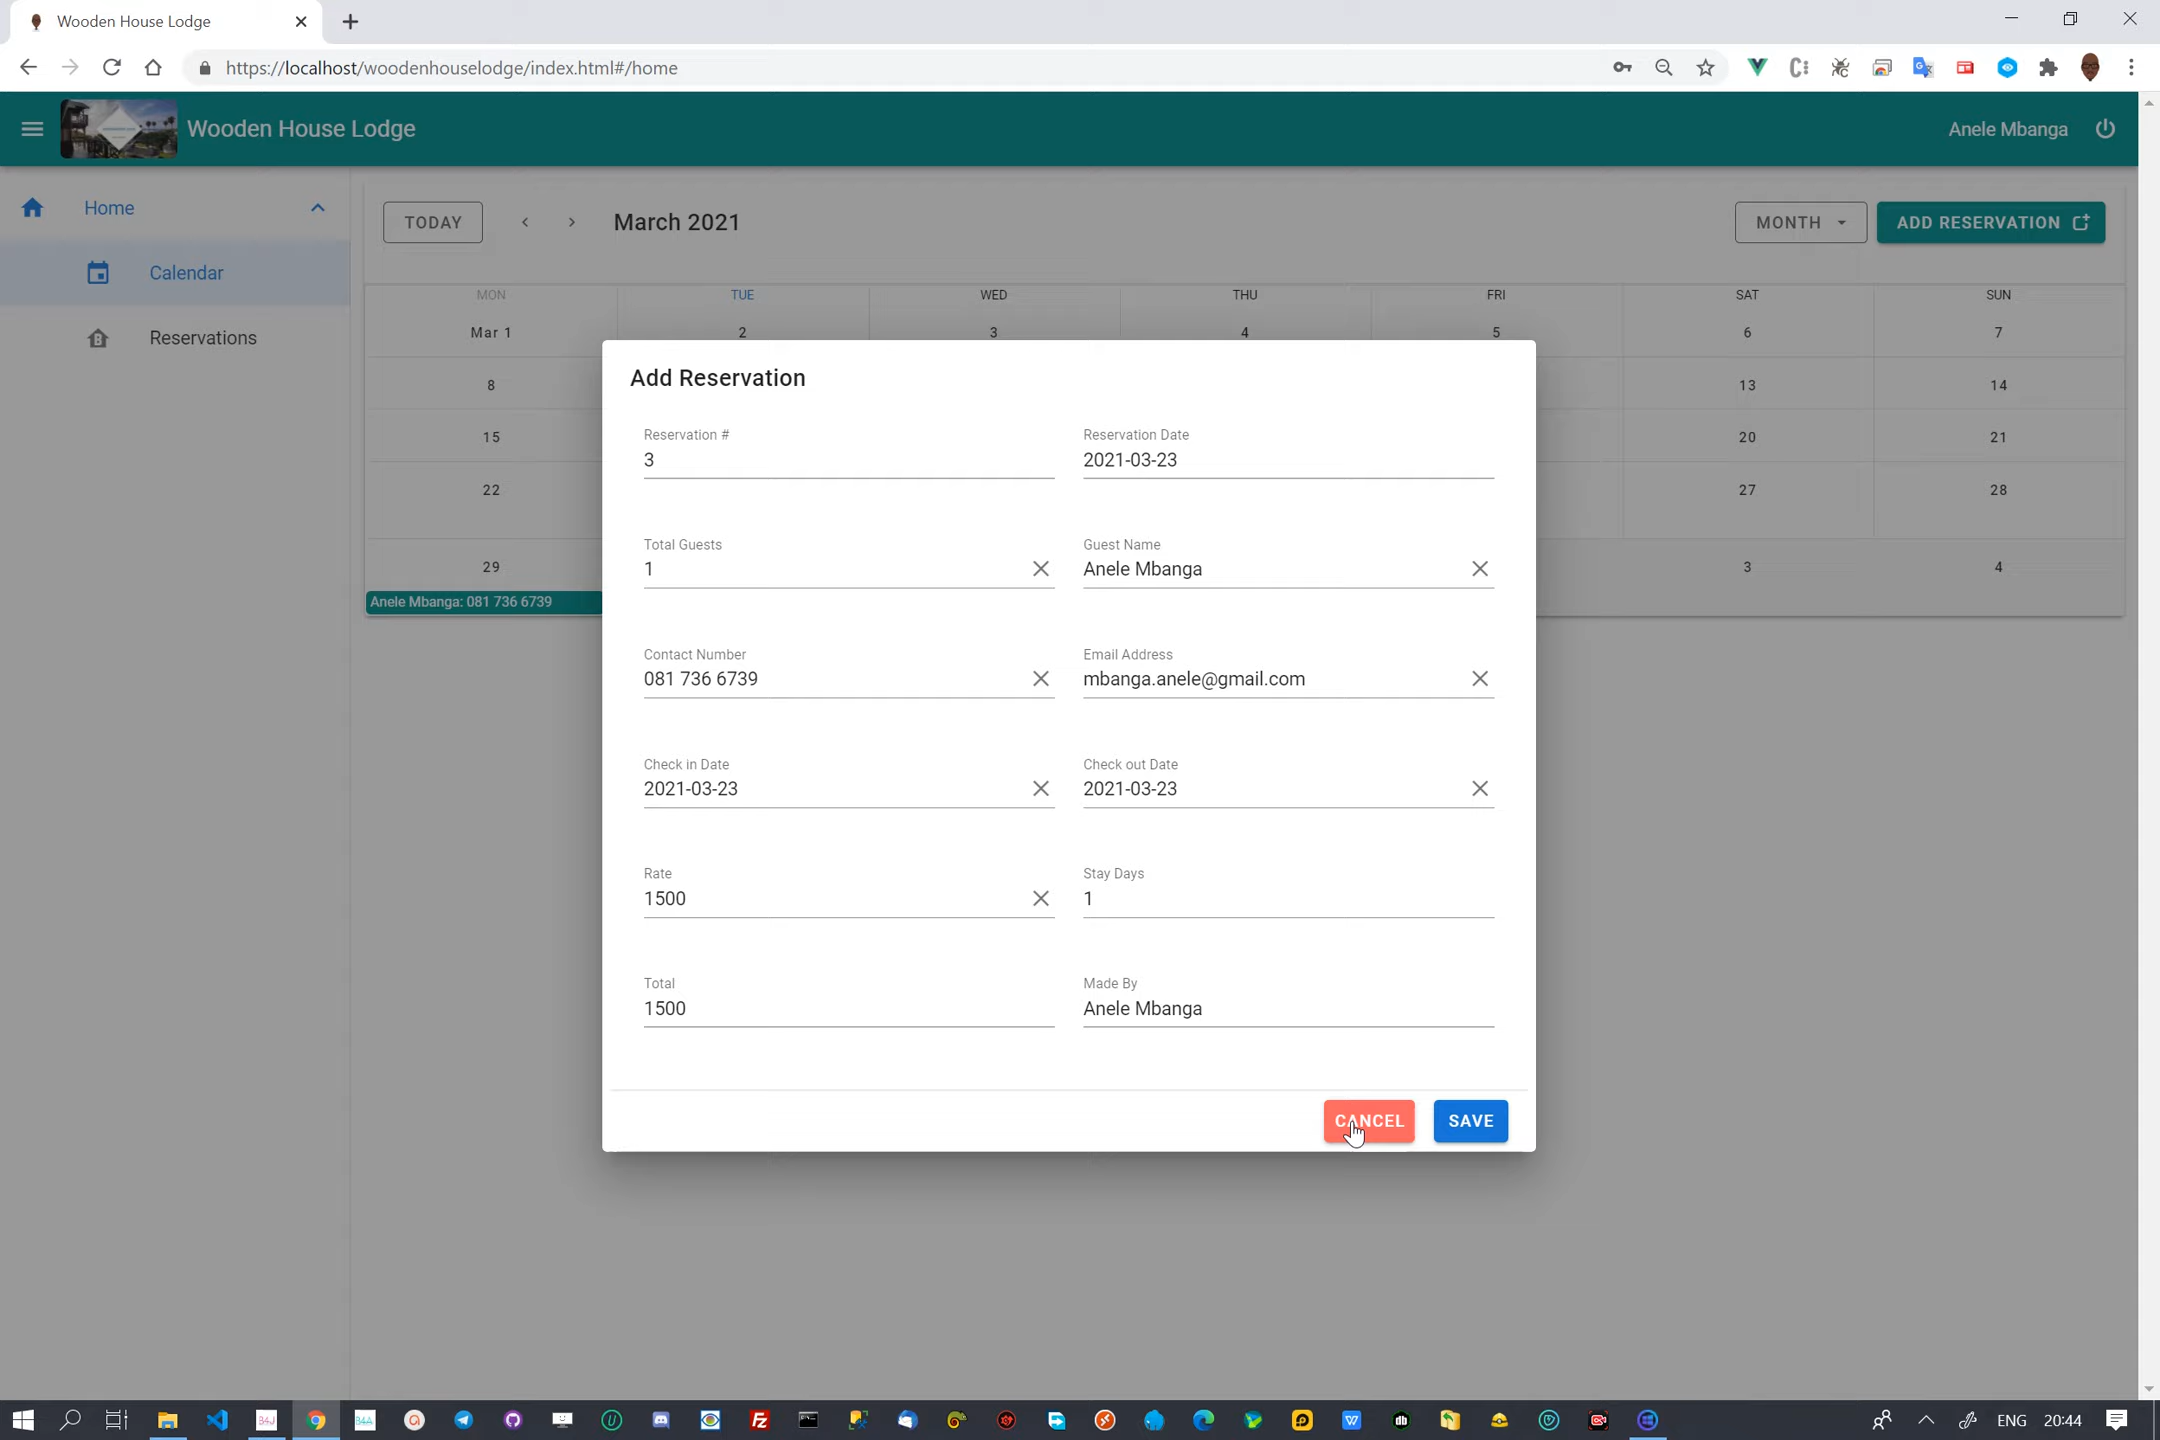 Wooden House Lodge
https://localhost/woodenhouselodge/index.html#/home
Wooden House Lodge
Anele Mbanga
Home
Calendar
Reservations
TODAY
March 2021
MONTH
ADD RESERVATION
MON TUE WED THU FRI SAT SUN
Mar 1 2 3 4 5 6 7
8 13 14
15 20 21
22 27 28
29 3 4
Anele Mbanga: 081 736 6739
Add Reservation
Reservation # Reservation Date
3 2021-03-23
Total Guests Guest Name
1 Anele Mbanga
Contact Number Email Address
081 736 6739 mbanga.anele@gmail.com
Check in Date Check out Date
2021-03-23 2021-03-23
Rate Stay Days
1500 1
Total Made By
1500 Anele Mbanga
CANCEL SAVE
ENG 20:44